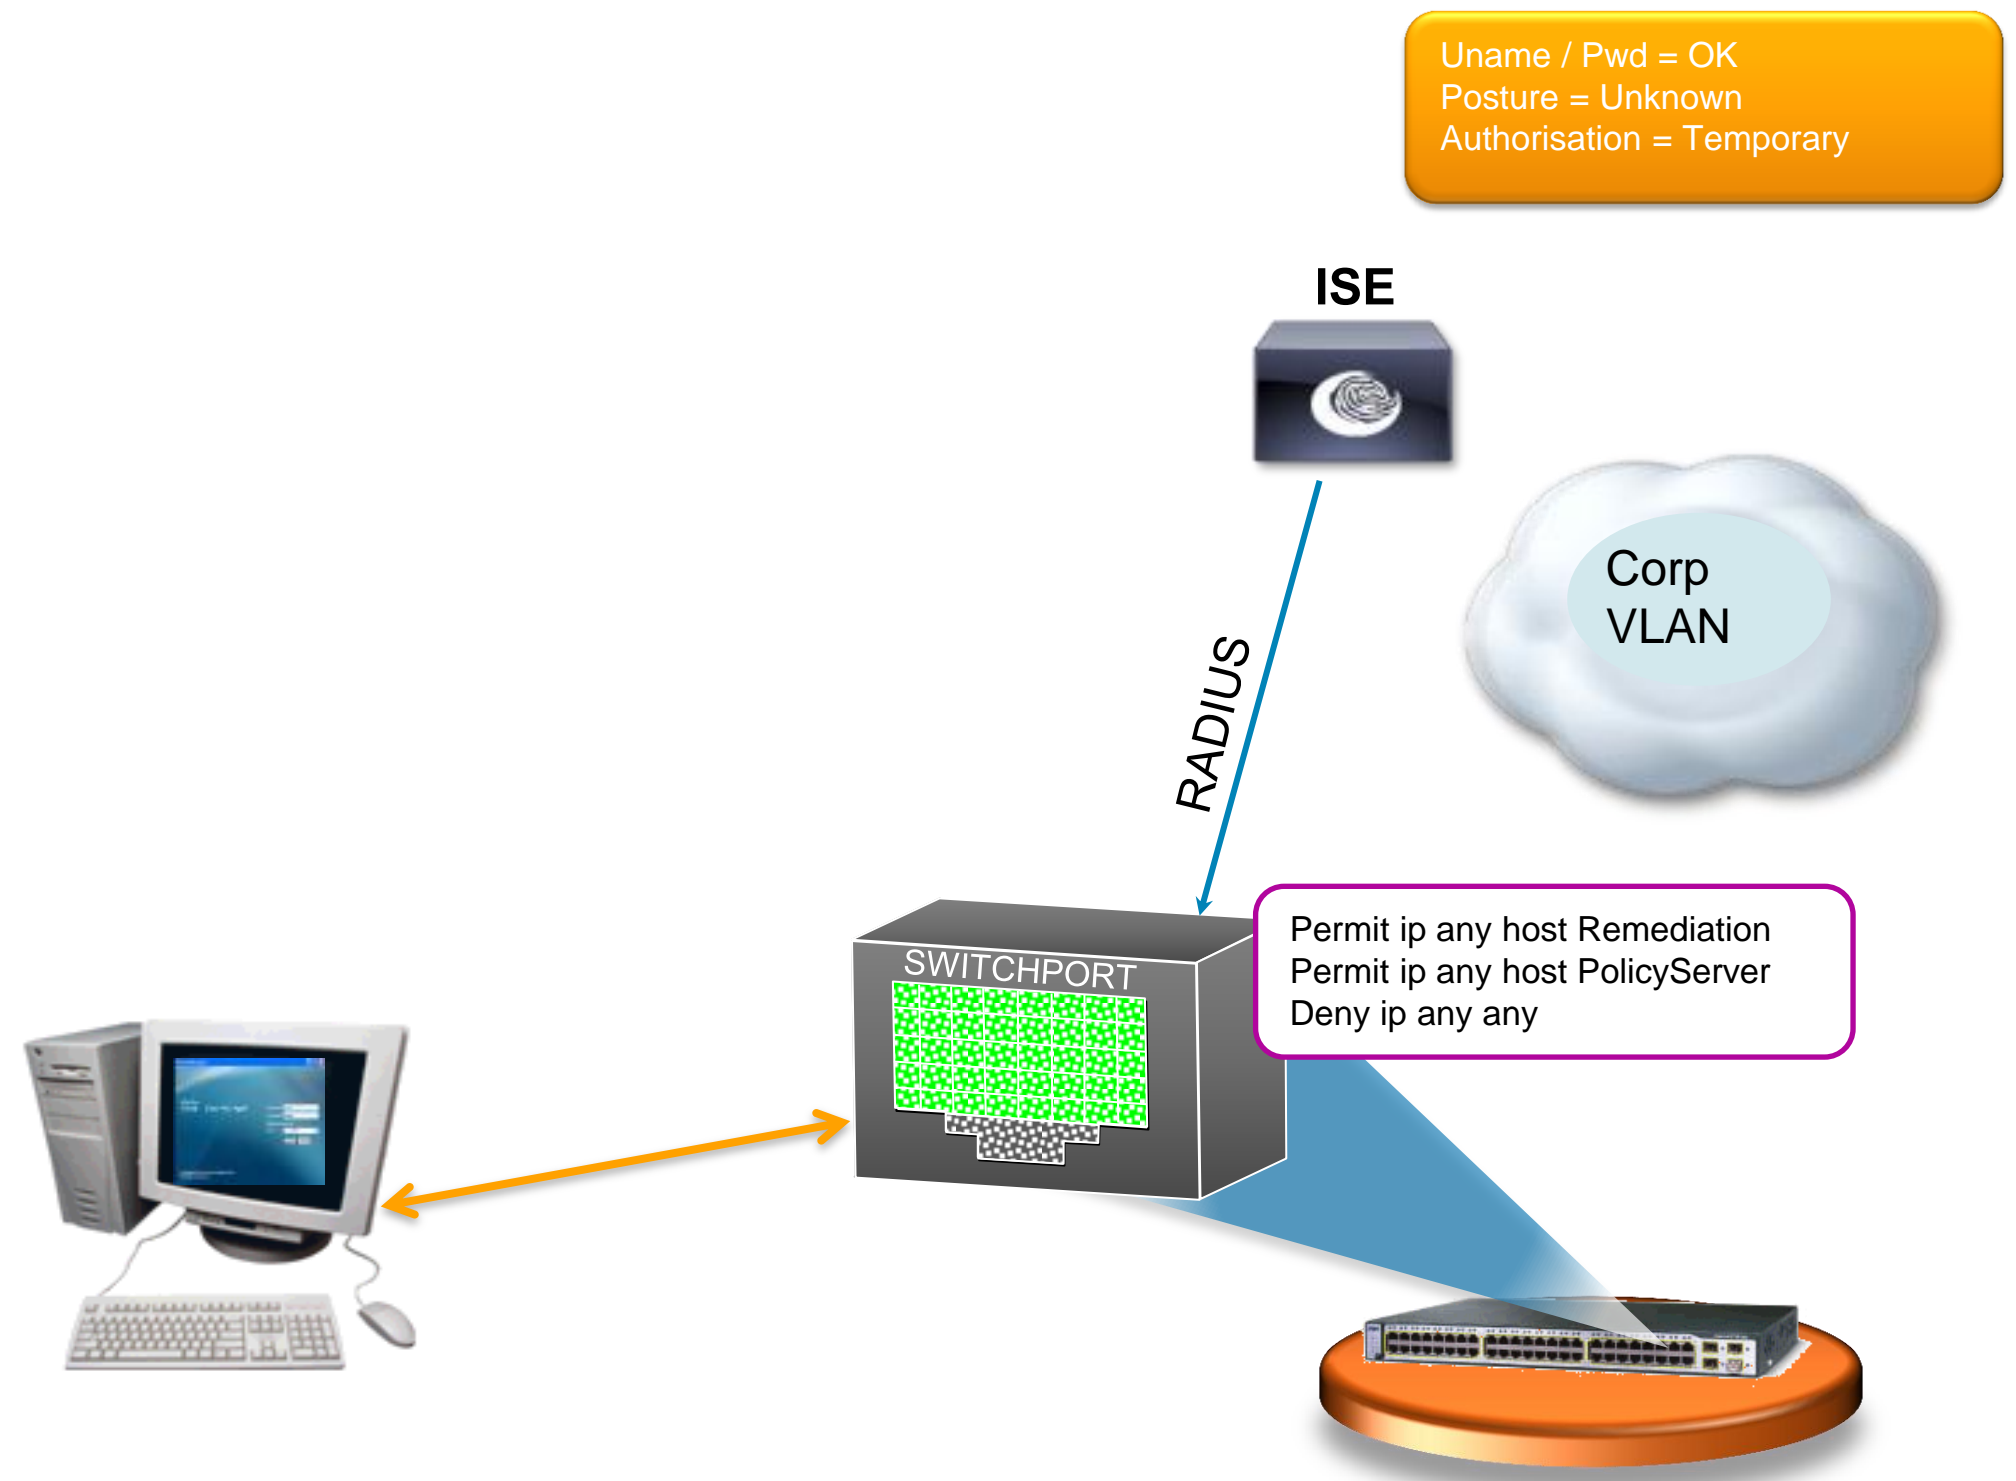 Uname / Pwd = OK
Posture = Unknown
Authorisation = Temporary
ISE
Corp
VLAN
RADIUS
SWITCHPORT
Permit ip any host Remediation
Permit ip any host PolicyServer
Deny ip any any